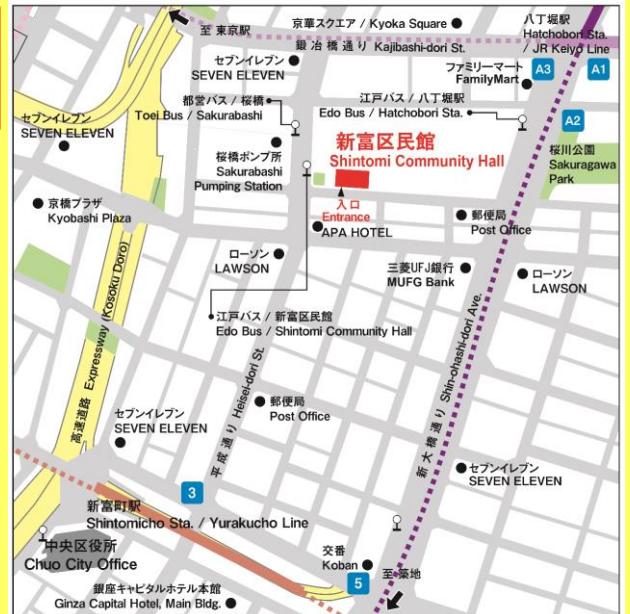 至 東京駅
京華スクエア / Kyoka Square
八丁堀駅
Hatchobori Sta.
/ JR Keiyo Line
鍛冶橋通り Kajibashi-dori St.
セブンイレブン
SEVEN ELEVEN
ファミリーマート
FamilyMart
A3
A1
都営バス / 桜橋
Toei Bus / Sakurabashi
江戸バス / 八丁堀駅
Edo Bus / Hatchobori Sta.
A2
セブンイレブン
SEVEN ELEVEN
桜橋ポンプ所
Sakurabashi
Pumping Station
新富区民館
Shintomi Community Hall
桜川公園
Sakuragawa
Park
入口
Entrance
京橋プラザ
Kyobashi Plaza
APA HOTEL
郵便局
Post Office
ローソン
LAWSON
三菱UFJ銀行
MUFG Bank
ローソン
LAWSON
江戸バス / 新富区民館
Edo Bus / Shintomi Community Hall
高速道路 Expressway (Kosoku Doro)
平成通り Heisei-dori St.
新大橋通り Shin-ohashi-dori Ave.
セブンイレブン
SEVEN ELEVEN
郵便局
Post Office
セブンイレブン
SEVEN ELEVEN
3
新富町駅
Shintomicho Sta. / Yurakucho Line
中央区役所
Chuo City Office
交番
Koban
5
至 築地
銀座キャピタルホテル本館
Ginza Capital Hotel, Main Bldg.